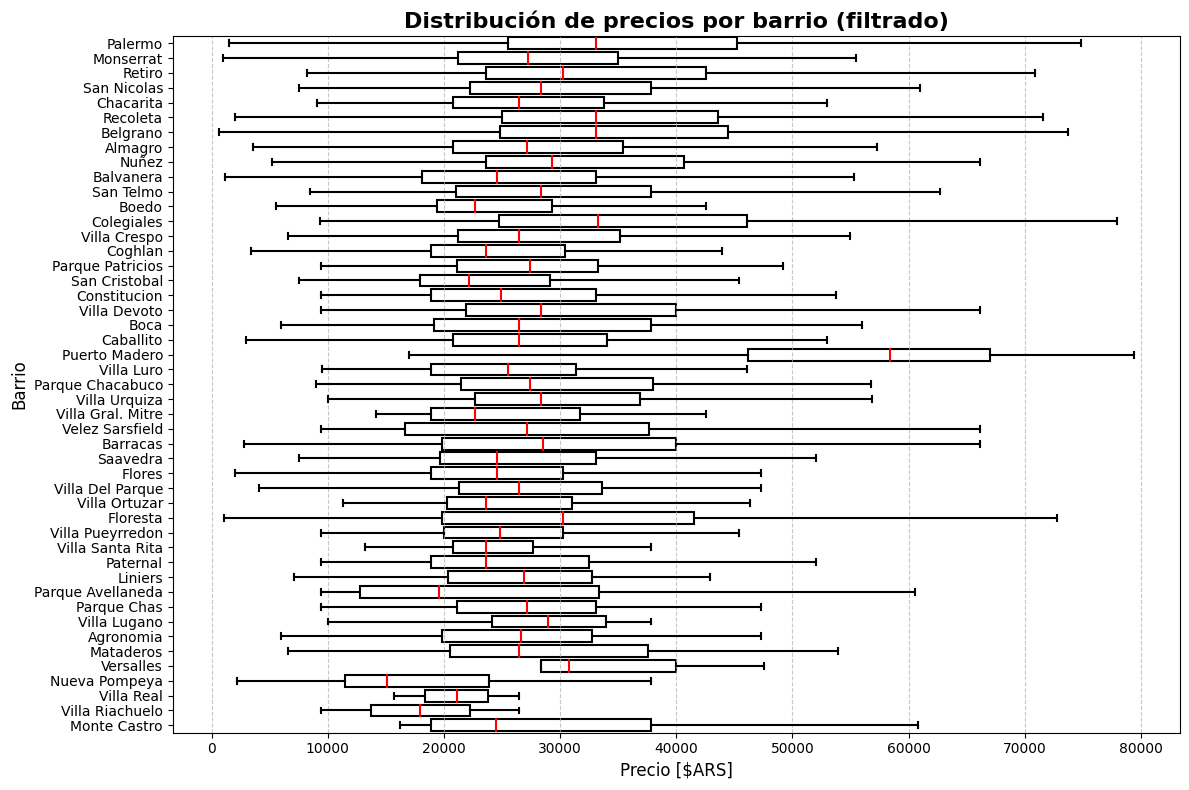 Distribución de precios por barrio (filtrado)
Barrio
Palermo
Monserrat
Retiro
San Nicolas
Chacarita
Recoleta
Belgrano
Almagro
Nuñez
Balvanera
San Telmo
Boedo
Colegiales
Villa Crespo
Coghlan
Parque Patricios
San Cristobal
Constitucion
Villa Devoto
Boca
Caballito
Puerto Madero
Villa Luro
Parque Chacabuco
Villa Urquiza
Villa Gral. Mitre
Velez Sarsfield
Barracas
Saavedra
Flores
Villa Del Parque
Villa Ortuzar
Floresta
Villa Pueyrredon
Villa Santa Rita
Paternal
Liniers
Parque Avellaneda
Parque Chas
Villa Lugano
Agronomia
Mataderos
Versalles
Nueva Pompeya
Villa Real
Villa Riachuelo
Monte Castro
0 10000 20000 30000 40000 50000 60000 70000 80000
Precio [$ARS]